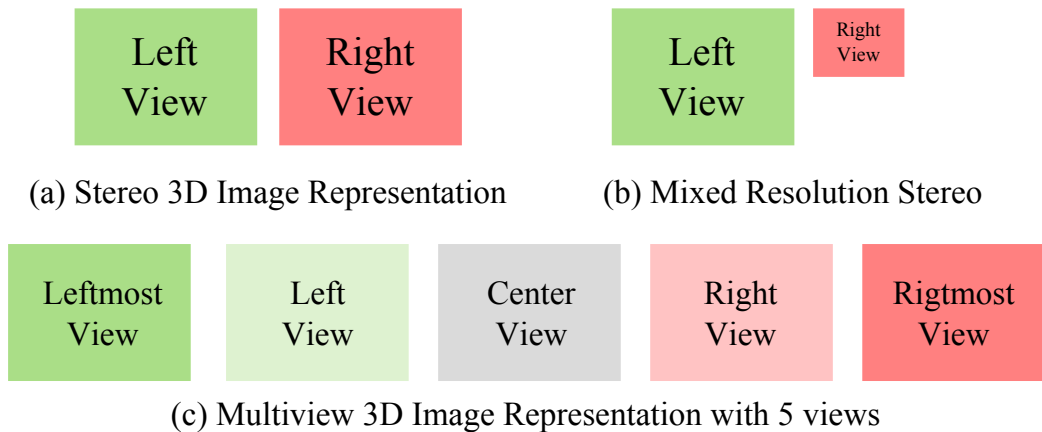 Left
View
Right
View
Left
View
Right
View
(a) Stereo 3D Image Representation
(b) Mixed Resolution Stereo
Leftmost
View
Left
View
Center
View
Right
View
Rigtmost
View
(c) Multiview 3D Image Representation with 5 views